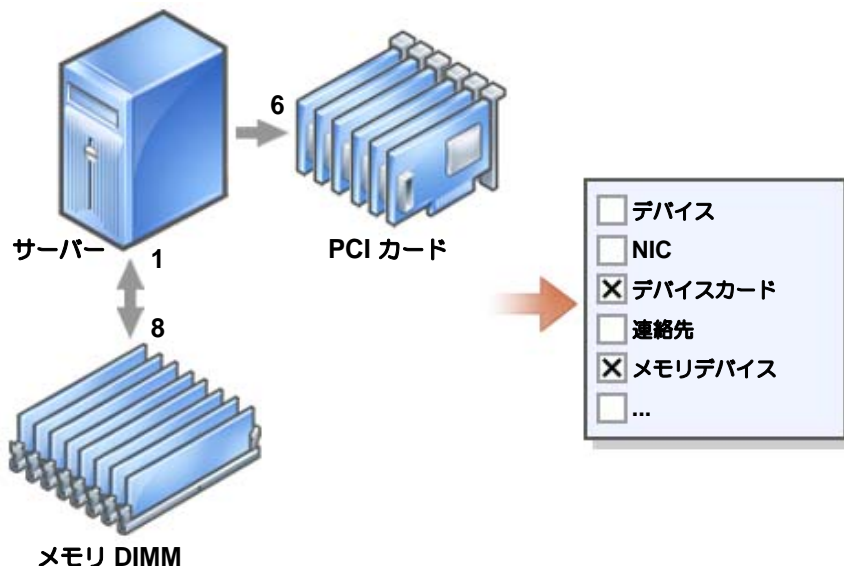 6
サーバー
1
PCI カード
8
メモリ DIMM
デバイス
NIC
デバイスカード
連絡先
メモリデバイス
...